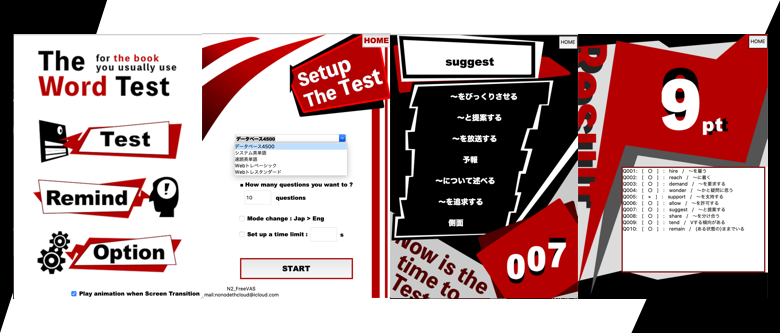 The
for the book
you usually use
Word Test
Test
Remind
Option
Play animation when Screen Transition
HOME
Setup
The Test
データベース4500
データベース4500
システム英単語
速読英単語
Webトレベーシック
Webトレスタンダード
How many questions you want to ?
10 questions
Mode change : Jap > Eng
Set up a time limit : s
START
N2_FreeVAS
_mail:nonodethcloud@icloud.com
HOME
suggest
〜をびっくりさせる
〜と提案する
〜を放送する
予報
〜について述べる
〜を追求する
側面
Now is the
time to
Test
007
HOME
Result
9pt
Q001: [ O ] : hire / 〜を雇う
Q002: [ O ] : reach / 〜に着く
Q003: [ O ] : demand / 〜を要求する
Q004: [ O ] : wonder / 〜かと疑問に思う
Q005: [ × ] : support / 〜を支持する
Q006: [ O ] : allow / 〜を許可する
Q007: [ O ] : suggest / 〜と提案する
Q008: [ O ] : share / 〜を分け合う
Q009: [ O ] : tend / Vする傾向がある
Q010: [ O ] : remain / (ある状態の)ままでいる